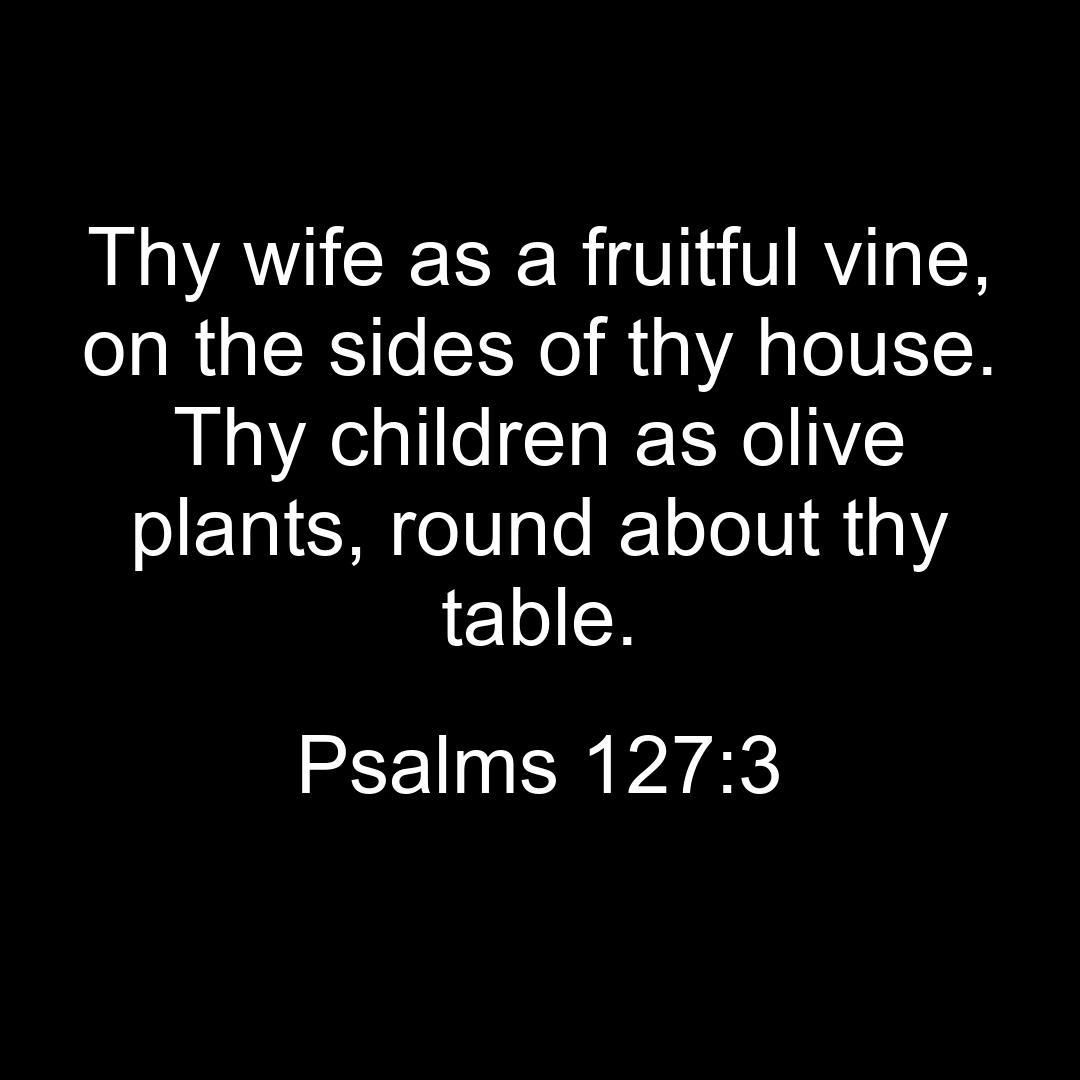 Thy wife as a fruitful vine,
on the sides of thy house.
Thy children as olive
plants, round about thy
table.
Psalms 127:3